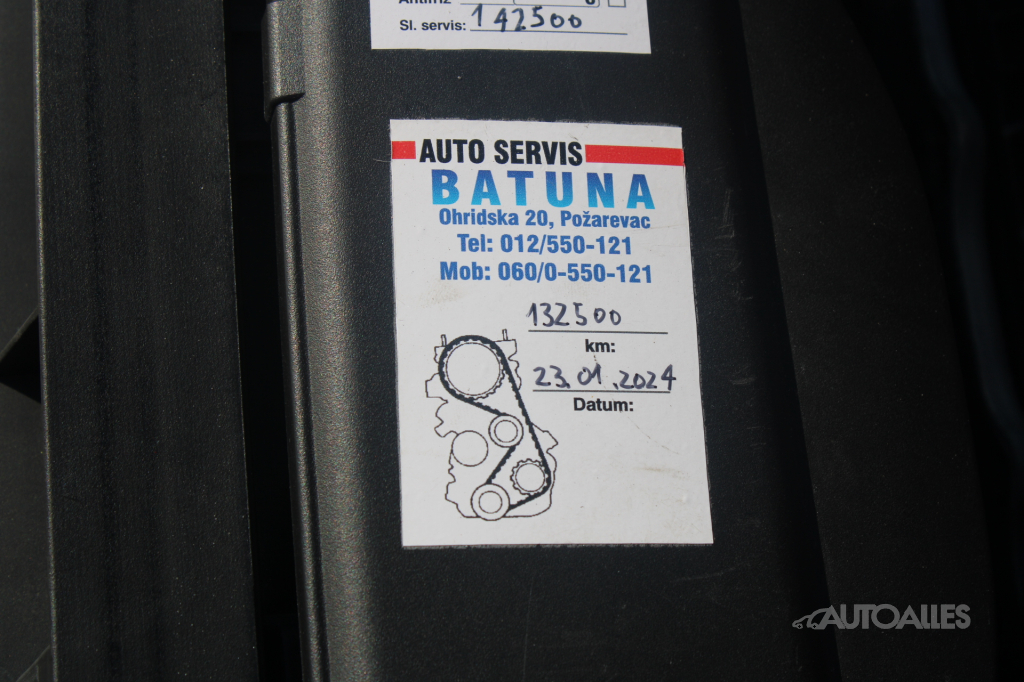 Antifriz
Sl. servis: 142500
AUTO SERVIS
BATUNA
Ohridska 20, Požarevac
Tel: 012/550-121
Mob: 060/0-550-121
132500
km:
23.01.2024
Datum:
AUTOALLES